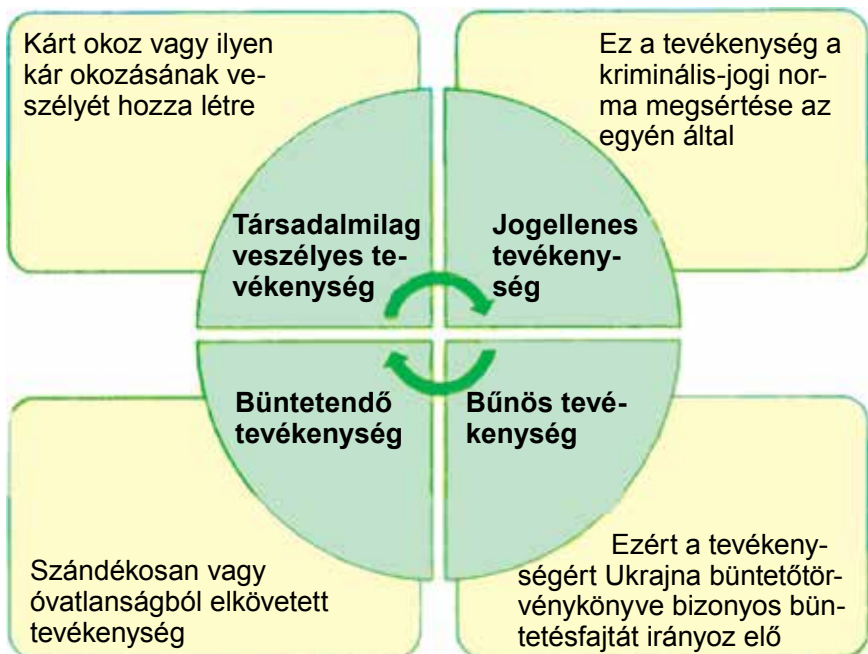 Kárt okoz vagy ilyen
kár okozásának ve-
szélyét hozza létre
Ez a tevékenység a
kriminális-jogi nor-
ma megsértése az
egyén által
Társadalmilag
veszélyes te-
vékenység
Jogellenes
tevékeny-
ség
Büntetendő
tevékenység
Bűnös tevé-
kenység
Szándékosan vagy
óvatlanságból elkövetett
tevékenység
Ezért a tevékeny-
ségért Ukrajna büntetőtör-
vénykönyve bizonyos bün-
tetésfajtát irányoz elő